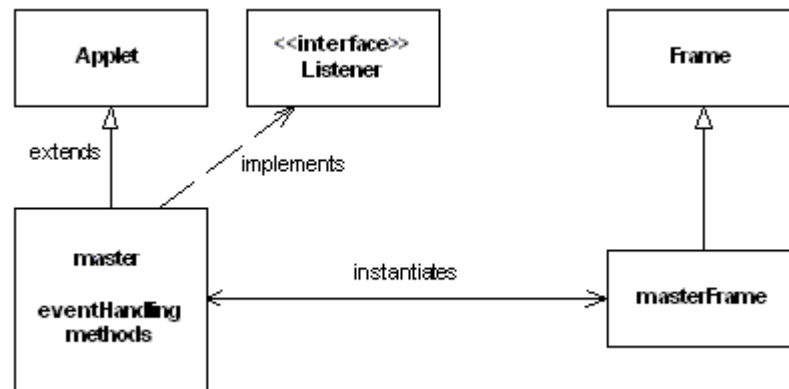 Applet
<<interface>>
Listener
Frame
extends
implements
master
eventHandling
methods
instantiates
masterFrame